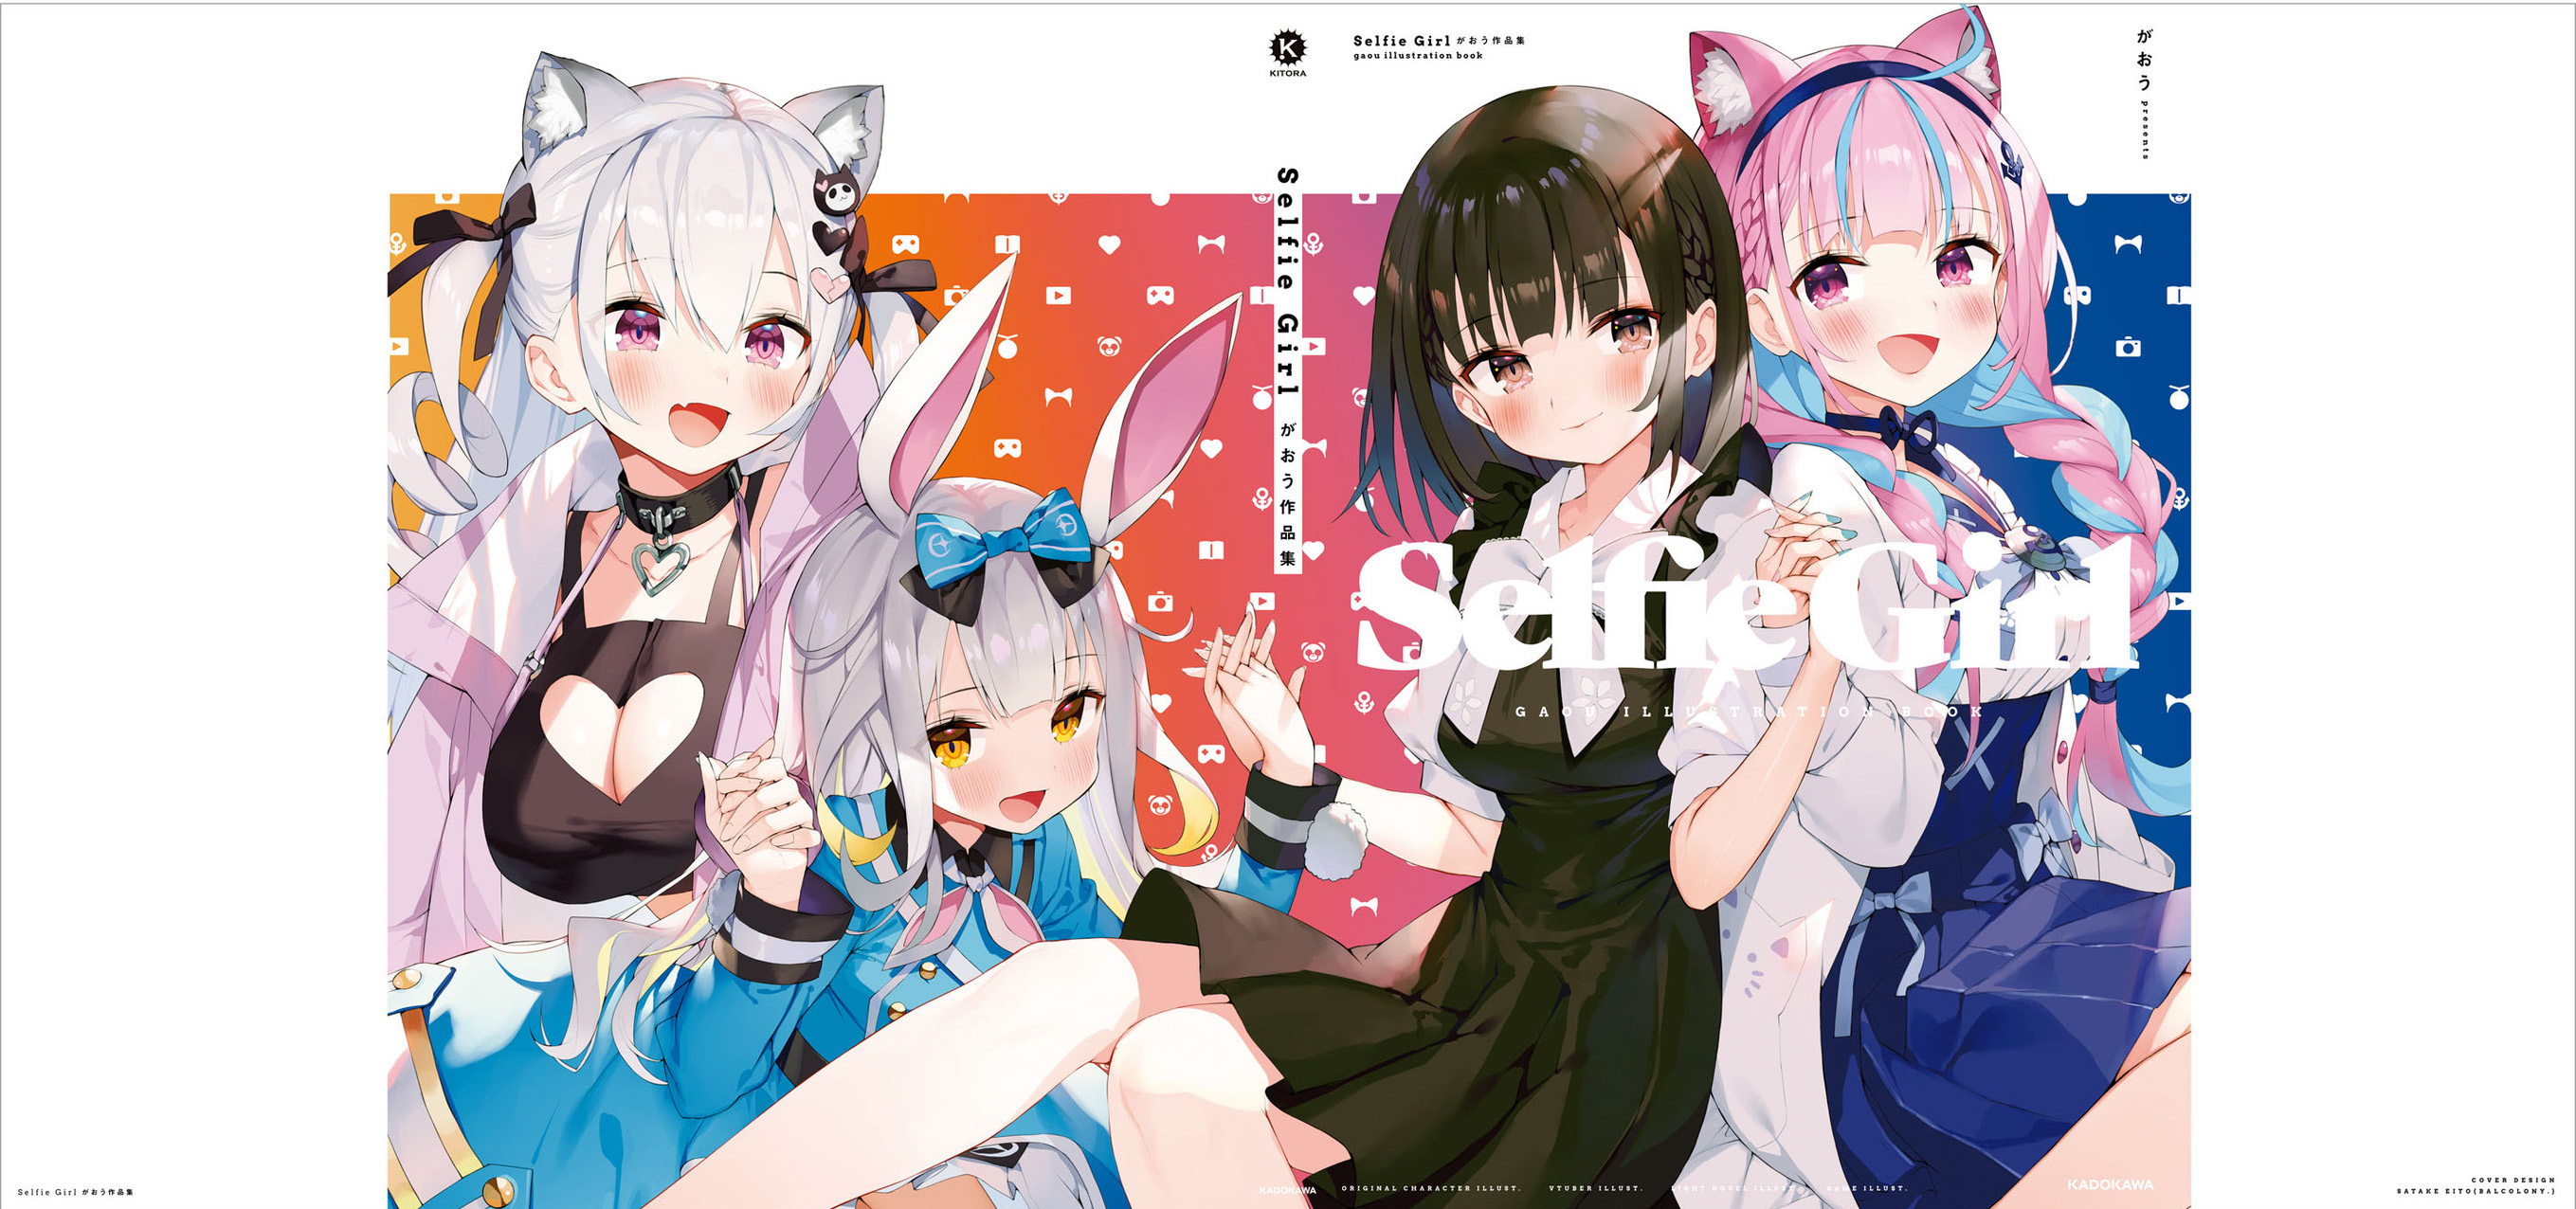 K
KITORA
Selfie Girl がおう作品集
gaou illustration book
がおう presents
Selfie Girl がおう作品集
Selfie Girl
GAOU ILLUSTRATION BOOK
KADOKAWA
ORIGINAL CHARACTER ILLUST. VTUBER ILLUST. LIGHT NOVEL ILLUST. GAME ILLUST.
KADOKAWA
Selfie Girl がおう作品集
COVER DESIGN
SATAKE EITO(BALCOLONY.)